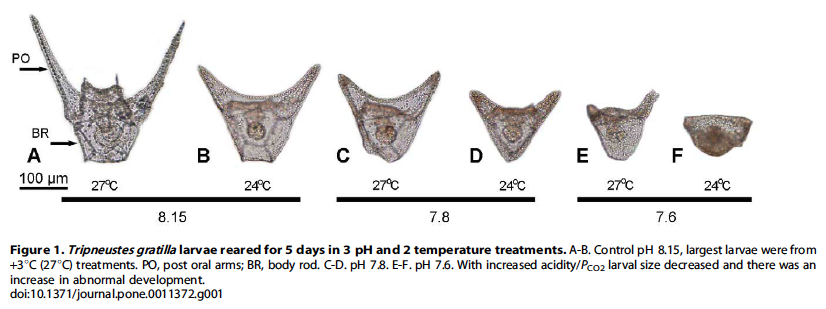 PO
BR
A
B
C
D
E
F
100 µm
27°C
24°C
27°C
24°C
27°C
24°C
8.15
7.8
7.6
Figure 1. Tripneustes gratilla larvae reared for 5 days in 3 pH and 2 temperature treatments. A-B. Control pH 8.15, largest larvae were from
+3°C (27°C) treatments. PO, post oral arms; BR, body rod. C-D. pH 7.8. E-F. pH 7.6. With increased acidity/PCO2 larval size decreased and there was an
increase in abnormal development.
doi:10.1371/journal.pone.0011372.g001